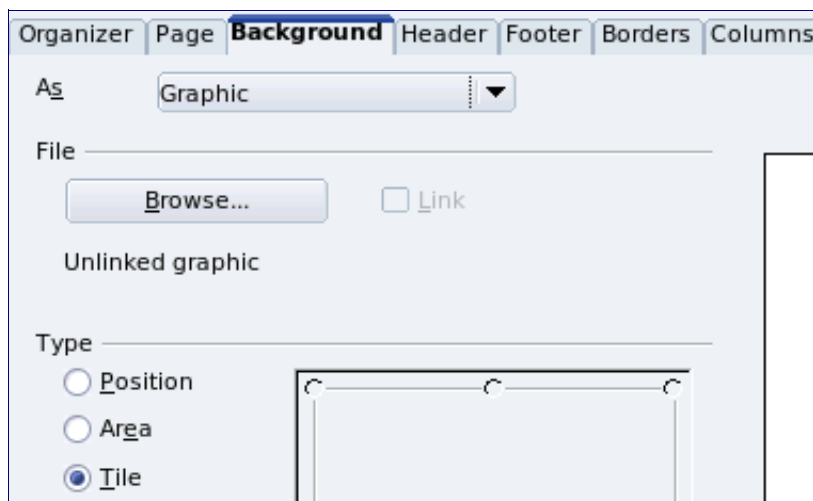 Organizer Page Background Header Footer Borders Columns
As Graphic
File
Browse... Link
Unlinked graphic
Type
Position
Area
Tile